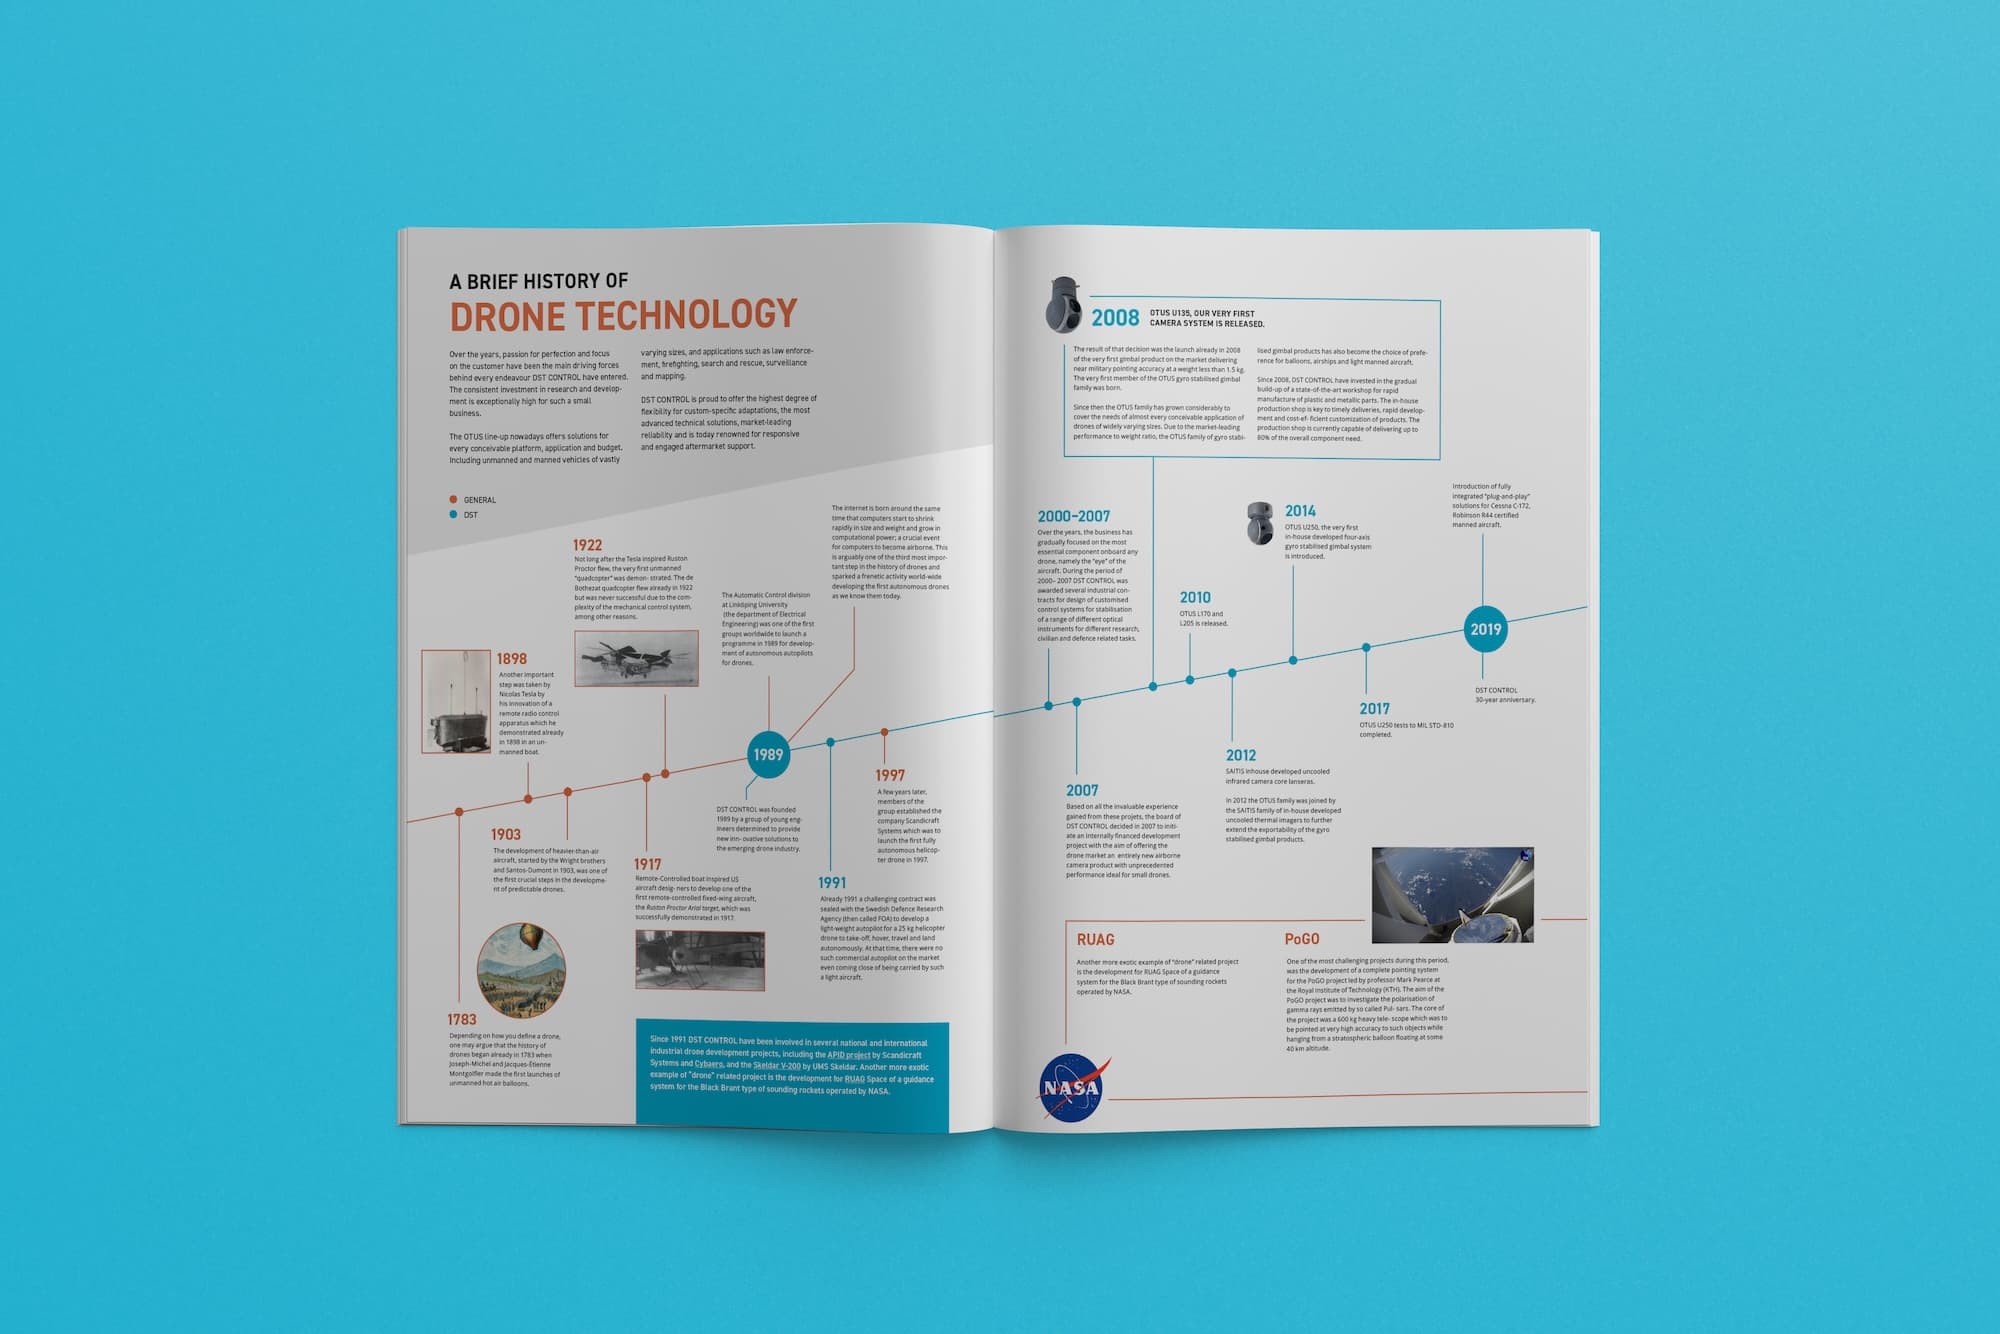 A BRIEF HISTORY OF
DRONE TECHNOLOGY
Over the years, passion for perfection and focus
on the customer have been the main driving forces
behind every endeavour DST CONTROL have entered.
The consistent investment in research and develop-
ment is exceptionally high for such a small
business.
The OTUS line-up nowadays offers solutions for
every conceivable platform, application and budget.
Including unmanned and manned vehicles of vastly
varying sizes, and applications such as law enforce-
ment, firefighting, search and rescue, surveillance
and mapping.
DST CONTROL is proud to offer the highest degree of
flexibility for custom-specific adaptations, the most
advanced technical solutions, market-leading
reliability and is today renowned for responsive
and engaged aftermarket support.
GENERAL
DST
1783
Depending on how you define a drone,
one may argue that the history of
drones began already in 1783 when
Joseph-Michel and Jacques-Étienne
Montgolfier made the first launches of
unmanned hot air balloons.
1898
Another important
step was taken by
Nicolas Tesla by
his innovation of a
remote radio control
apparatus which he
demonstrated already
in 1898 in an un-
manned boat.
1903
The development of heavier-than-air
aircraft, started by the Wright brothers
and Santos-Dumont in 1903, was one of
the first crucial steps in the developme-
nt of predictable drones.
1917
Remote-Controlled boat inspired US
aircraft desig- ners to develop one of the
first remote-controlled fixed-wing aircraft,
the Ruston Proctor Arial target, which was
successfully demonstrated in 1917.
1922
Not long after the Tesla inspired Ruston
Proctor flew, the very first unmanned
"quadcopter" was demon- strated. The de
Bothezat quadcopter flew already in 1922
but was never successful due to the com-
plexity of the mechanical control system,
among other reasons.
The Automatic Control division
at Linköping University
(the department of Electrical
Engineering) was one of the first
groups worldwide to launch a
programme in 1989 for develop-
ment of autonomous autopilots
for drones.
The internet is born around the same
time that computers start to shrink
rapidly in size and weight and grow in
computational power; a crucial event
for computers to become airborne. This
is arguably one of the third most impor-
tant step in the history of drones and
sparked a frenetic activity world-wide
developing the first autonomous drones
as we know them today.
1989
DST CONTROL was founded
1989 by a group of young eng-
ineers determined to provide
new inn- ovative solutions to
the emerging drone industry.
1991
Already 1991 a challenging contract was
sealed with the Swedish Defence Research
Agency (then called FOA) to develop a
light-weight autopilot for a 25 kg helicopter
drone to take-off, hover, travel and land
autonomously. At that time, there were no
such commercial autopilot on the market
even coming close of being carried by such
a light aircraft.
1997
A few years later,
members of the
group established the
company Scandicraft
Systems which was to
launch the first fully
autonomous helicop-
ter drone in 1997.
Since 1991 DST CONTROL have been involved in several national and international
industrial drone development projects, including the APID project by Scandicraft
Systems and Cybaero, and the Skeldar V-200 by UMS Skeldar. Another more exotic
example of "drone" related project is the development for RUAG Space of a guidance
system for the Black Brant type of sounding rockets operated by NASA.
2008
OTUS U135, OUR VERY FIRST
CAMERA SYSTEM IS RELEASED.
The result of that decision was the launch already in 2008
of the very first gimbal product on the market delivering
near military pointing accuracy at a weight less than 1.5 kg.
The very first member of the OTUS gyro stabilised gimbal
family was born.
Since then the OTUS family has grown considerably to
cover the needs of almost every conceivable application of
drones of widely varying sizes. Due to the market-leading
performance to weight ratio, the OTUS family of gyro stabi-
lised gimbal products has also become the choice of prefe-
rence for balloons, airships and light manned aircraft.
Since 2008, DST CONTROL have invested in the gradual
build-up of a state-of-the-art workshop for rapid
manufacture of plastic and metallic parts. The in-house
production shop is key to timely deliveries, rapid develop-
ment and cost-ef- ficient customization of products. The
production shop is currently capable of delivering up to
80% of the overall component need.
2000–2007
Over the years, the business has
gradually focused on the most
essential component onboard any
drone, namely the "eye" of the
aircraft. During the period of
2000– 2007 DST CONTROL was
awarded several industrial con-
tracts for design of customised
control systems for stabilisation
of a range of different optical
instruments for different research,
civilian and defence related tasks.
2007
Based on all the invaluable experience
gained from these projets, the board of
DST CONTROL decided in 2007 to initi-
ate an internally financed development
project with the aim of offering the
drone market an entirely new airborne
camera product with unprecedented
performance ideal for small drones.
2010
OTUS L170 and
L205 is released.
2012
SAITIS inhouse developed uncooled
infrared camera core lanseras.
In 2012 the OTUS family was joined by
the SAITIS family of in-house developed
uncooled thermal imagers to further
extend the exportability of the gyro
stabilised gimbal products.
2014
OTUS U250, the very first
in-house developed four-axis
gyro stabilised gimbal system
is introduced.
2017
OTUS U250 tests to MIL STD-810
completed.
Introduction of fully
integrated "plug-and-play"
solutions for Cessna C-172,
Robinson R44 certified
manned aircraft.
2019
DST CONTROL
30-year anniversary.
RUAG
Another more exotic example of "drone" related project
is the development for RUAG Space of a guidance
system for the Black Brant type of sounding rockets
operated by NASA.
PoGO
One of the most challenging projects during this period,
was the development of a complete pointing system
for the PoGO project led by professor Mark Pearce at
the Royal Institute of Technology (KTH). The aim of the
PoGO project was to investigate the polarisation of
gamma rays emitted by so called Pul- sars. The core of
the project was a 600 kg heavy tele- scope which was to
be pointed at very high accuracy to such objects while
hanging from a stratospheric balloon floating at some
40 km altitude.
NASA